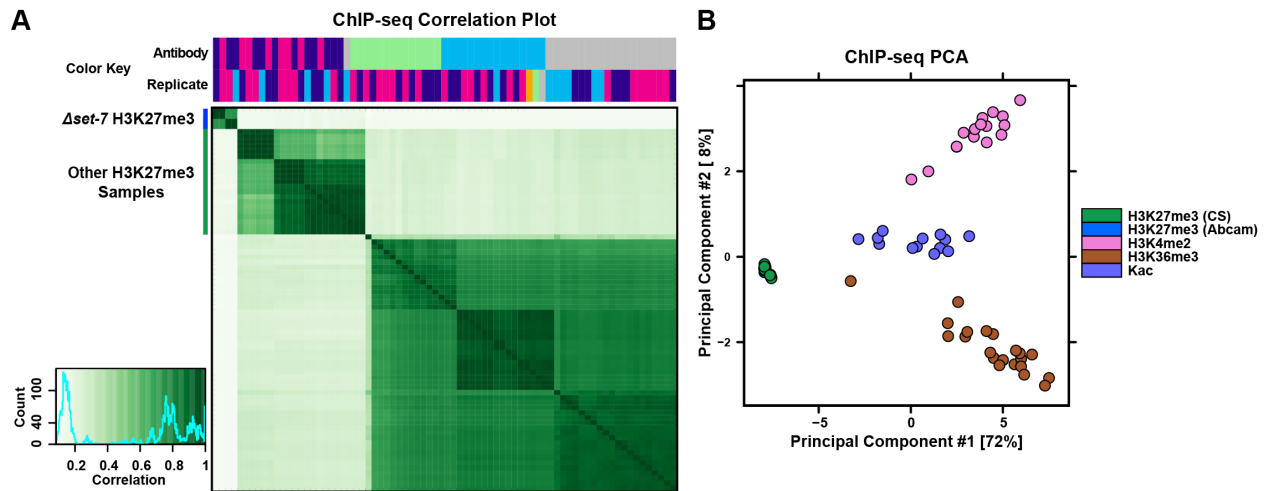 A
ChIP-seq Correlation Plot
Color Key
Antibody
Replicate
Δset-7 H3K27me3
Other H3K27me3
Samples
Count
0
40
100
0.2 0.4 0.6 0.8 1
Correlation
B
ChIP-seq PCA
Principal Component #2 [ 8%]
2
0
−2
−5 0 5
Principal Component #1 [72%]
H3K27me3 (CS)
H3K27me3 (Abcam)
H3K4me2
H3K36me3
Kac